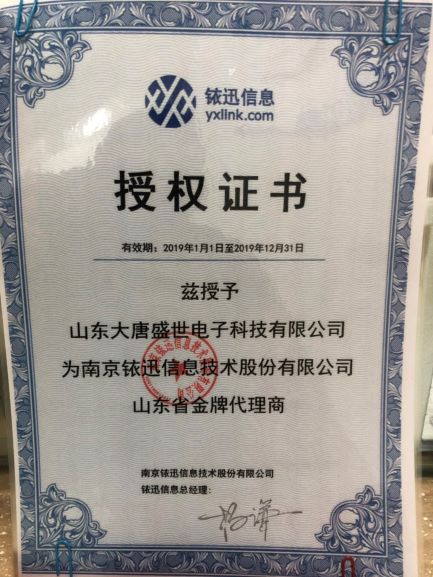 铱迅信息
yxlink.com
授权证书
有效期：2019年1月1日至2019年12月31日
兹授予
山东大唐盛世电子科技有限公司
为南京铱迅信息技术股份有限公司
山东省金牌代理商
南京铱迅信息技术股份有限公司
铱迅信息总经理：